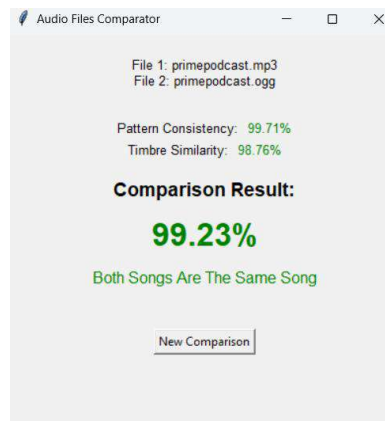 Audio Files Comparator
File 1: primepodcast.mp3
File 2: primepodcast.ogg
Pattern Consistency: 99.71%
Timbre Similarity: 98.76%
Comparison Result:
99.23%
Both Songs Are The Same Song
New Comparison